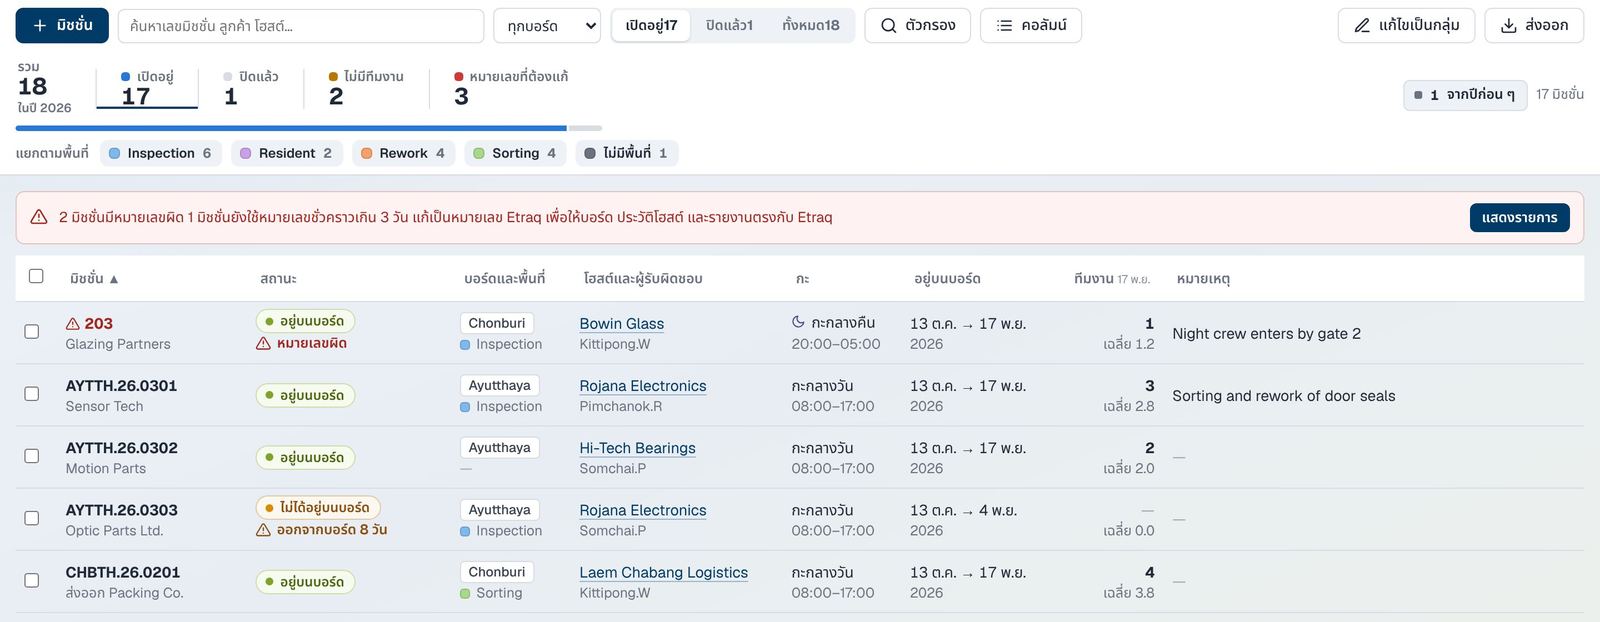 + มิชชั่น
ค้นหาเลขมิชชั่น ลูกค้า โฮสต์...
ทุกบอร์ด
เปิดอยู่17 ปิดแล้ว1 ทั้งหมด18
ตัวกรอง
คอลัมน์
แก้ไขเป็นกลุ่ม
ส่งออก
รวม
18
ในปี 2026
เปิดอยู่
17
ปิดแล้ว
1
ไม่มีทีมงาน
2
หมายเลขที่ต้องแก้
3
1 จากปีก่อน ๆ
17 มิชชั่น
แยกตามพื้นที่ Inspection 6 Resident 2 Rework 4 Sorting 4 ไม่มีพื้นที่ 1
2 มิชชั่นมีหมายเลขผิด 1 มิชชั่นยังใช้หมายเลขชั่วคราวเกิน 3 วัน แก้เป็นหมายเลข Etraq เพื่อให้บอร์ด ประวัติโฮสต์ และรายงานตรงกับ Etraq
แสดงรายการ
มิชชั่น ▲ สถานะ บอร์ดและพื้นที่ โฮสต์และผู้รับผิดชอบ กะ อยู่บนบอร์ด ทีมงาน 17 พ.ย. หมายเหตุ
203 อยู่บนบอร์ด Chonburi Bowin Glass กะกลางคืน 13 ต.ค. → 17 พ.ย. 1 Night crew enters by gate 2
Glazing Partners หมายเลขผิด Inspection Kittipong.W 20:00–05:00 2026 เฉลี่ย 1.2
AYTTH.26.0301 อยู่บนบอร์ด Ayutthaya Rojana Electronics กะกลางวัน 13 ต.ค. → 17 พ.ย. 3 Sorting and rework of door seals
Sensor Tech Inspection Pimchanok.R 08:00–17:00 2026 เฉลี่ย 2.8
AYTTH.26.0302 อยู่บนบอร์ด Ayutthaya Hi-Tech Bearings กะกลางวัน 13 ต.ค. → 17 พ.ย. 2 —
Motion Parts — Somchai.P 08:00–17:00 2026 เฉลี่ย 2.0
AYTTH.26.0303 ไม่ได้อยู่บนบอร์ด Ayutthaya Rojana Electronics กะกลางวัน 13 ต.ค. → 4 พ.ย. — —
Optic Parts Ltd. ออกจากบอร์ด 8 วัน Inspection Somchai.P 08:00–17:00 2026 เฉลี่ย 0.0
CHBTH.26.0201 อยู่บนบอร์ด Chonburi Laem Chabang Logistics กะกลางวัน 13 ต.ค. → 17 พ.ย. 4 —
ส่งออก Packing Co. Sorting Kittipong.W 08:00–17:00 2026 เฉลี่ย 3.8